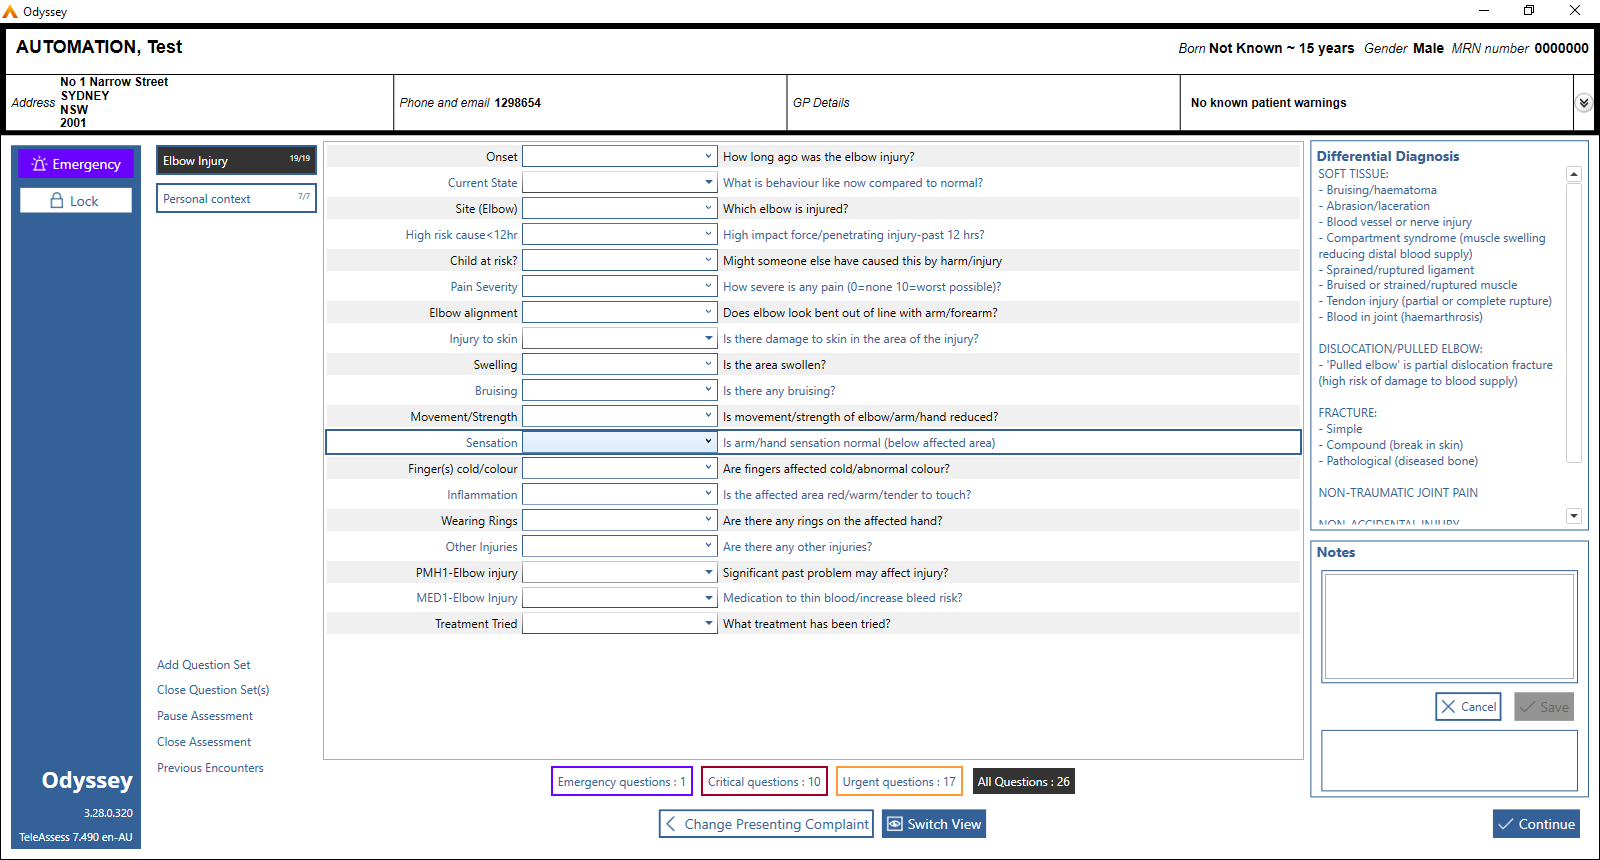 Odyssey
AUTOMATION, Test
Born Not Known ~ 15 years Gender Male MRN number 0000000
Address
No 1 Narrow Street
SYDNEY
NSW
2001
Phone and email 1298654
GP Details
No known patient warnings
Emergency
Lock
Odyssey
3.28.0.320
TeleAssess 7.490 en-AU
Elbow Injury 19/19
Personal context 7/7
Add Question Set
Close Question Set(s)
Pause Assessment
Close Assessment
Previous Encounters
Onset How long ago was the elbow injury?
Current State What is behaviour like now compared to normal?
Site (Elbow) Which elbow is injured?
High risk cause<12hr High impact force/penetrating injury-past 12 hrs?
Child at risk? Might someone else have caused this by harm/injury
Pain Severity How severe is any pain (0=none 10=worst possible)?
Elbow alignment Does elbow look bent out of line with arm/forearm?
Injury to skin Is there damage to skin in the area of the injury?
Swelling Is the area swollen?
Bruising Is there any bruising?
Movement/Strength Is movement/strength of elbow/arm/hand reduced?
Sensation Is arm/hand sensation normal (below affected area)
Finger(s) cold/colour Are fingers affected cold/abnormal colour?
Inflammation Is the affected area red/warm/tender to touch?
Wearing Rings Are there any rings on the affected hand?
Other Injuries Are there any other injuries?
PMH1-Elbow injury Significant past problem may affect injury?
MED1-Elbow Injury Medication to thin blood/increase bleed risk?
Treatment Tried What treatment has been tried?
Emergency questions : 1 Critical questions : 10 Urgent questions : 17 All Questions : 26
Change Presenting Complaint Switch View
Differential Diagnosis
SOFT TISSUE:
- Bruising/haematoma
- Abrasion/laceration
- Blood vessel or nerve injury
- Compartment syndrome (muscle swelling
reducing distal blood supply)
- Sprained/ruptured ligament
- Bruised or strained/ruptured muscle
- Tendon injury (partial or complete rupture)
- Blood in joint (haemarthrosis)
DISLOCATION/PULLED ELBOW:
- 'Pulled elbow' is partial dislocation fracture
(high risk of damage to blood supply)
FRACTURE:
- Simple
- Compound (break in skin)
- Pathological (diseased bone)
NON-TRAUMATIC JOINT PAIN
NON-ACCIDENTAL INJURY
Notes
Cancel Save
Continue